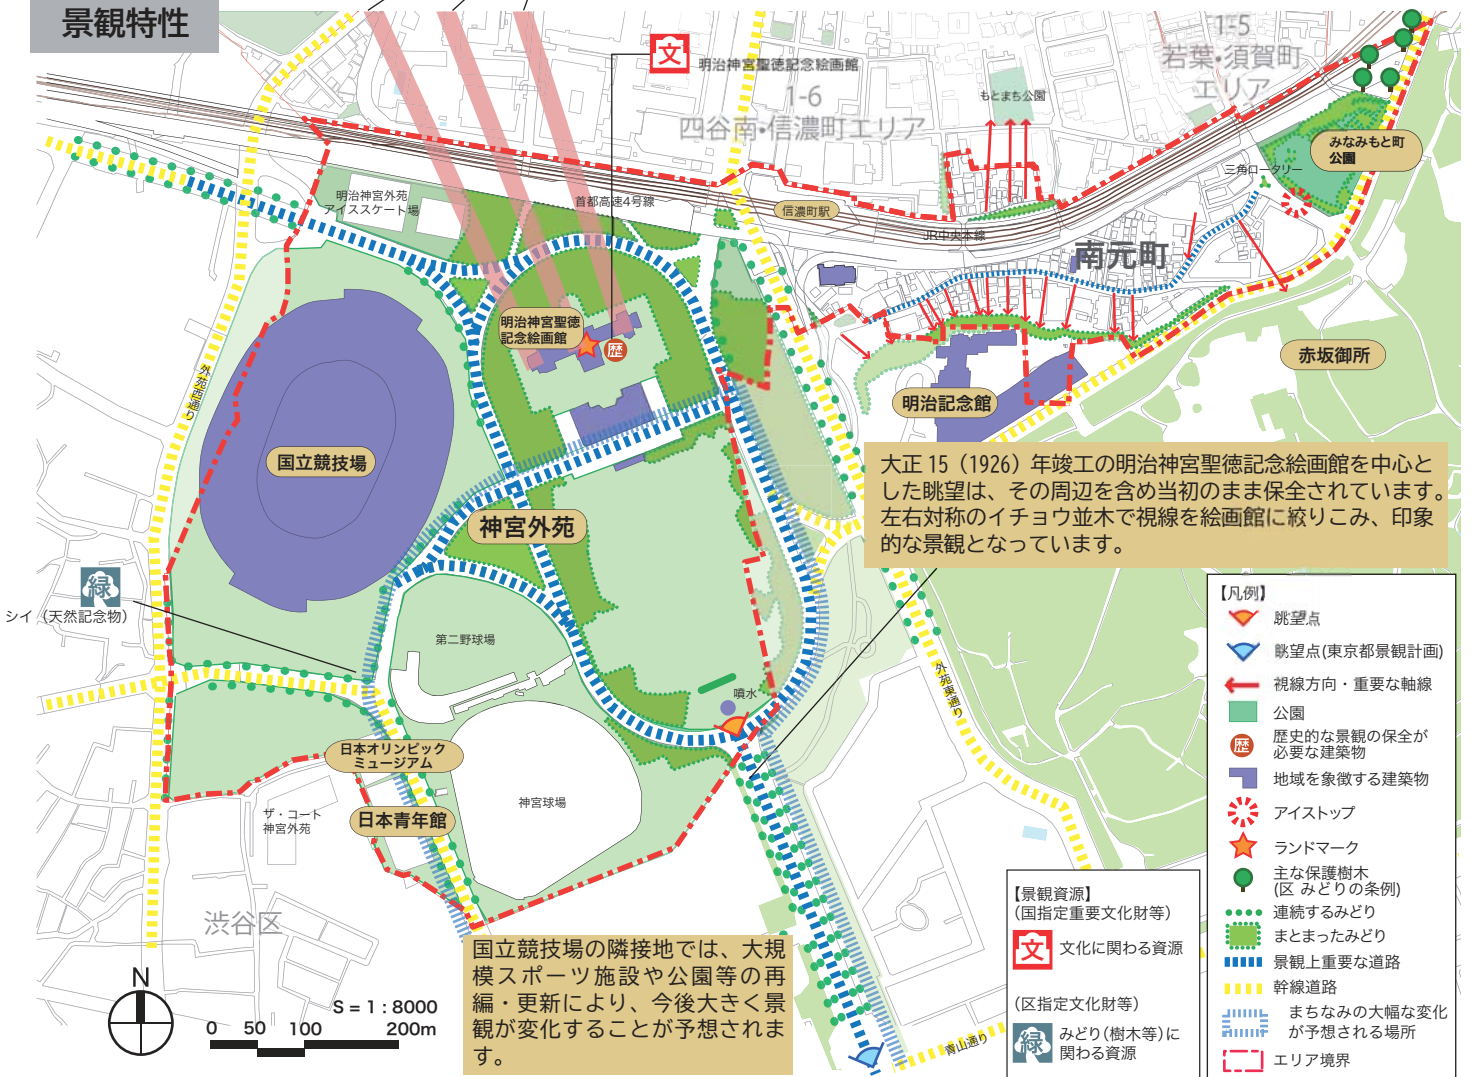 景観特性
明治神宮聖徳記念絵画館
1-6
四谷南・信濃町エリア
1-5
若葉・須賀町
エリア
もとまち公園
みなみもと町
公園
三角ロータリー
明治神宮外苑
アイススケート場
首都高速4号線
信濃町駅
JR中央本線
南元町
明治神宮聖徳
記念絵画館
歴
赤坂御所
明治記念館
外苑西通り
国立競技場
神宮外苑
大正 15（1926）年竣工の明治神宮聖徳記念絵画館を中心と
した眺望は、その周辺を含め当初のまま保全されています。
左右対称のイチョウ並木で視線を絵画館に絞りこみ、印象
的な景観となっています。
緑
シイ（天然記念物）
第二野球場
噴水
外苑東通り
日本オリンピック
ミュージアム
神宮球場
ザ・コート
神宮外苑
日本青年館
渋谷区
国立競技場の隣接地では、大規
模スポーツ施設や公園等の再
編・更新により、今後大きく景
観が変化することが予想されま
す。
青山通り
N
S = 1 : 8000
0 50 100 200m
【景観資源】
（国指定重要文化財等）
文 文化に関わる資源
（区指定文化財等）
緑 みどり（樹木等）に
関わる資源
【凡例】
眺望点
眺望点(東京都景観計画)
視線方向・重要な軸線
公園
歴 歴史的な景観の保全が
必要な建築物
地域を象徴する建築物
アイストップ
ランドマーク
主な保護樹木
(区 みどりの条例)
連続するみどり
まとまったみどり
景観上重要な道路
幹線道路
まちなみの大幅な変化
が予想される場所
エリア境界
文